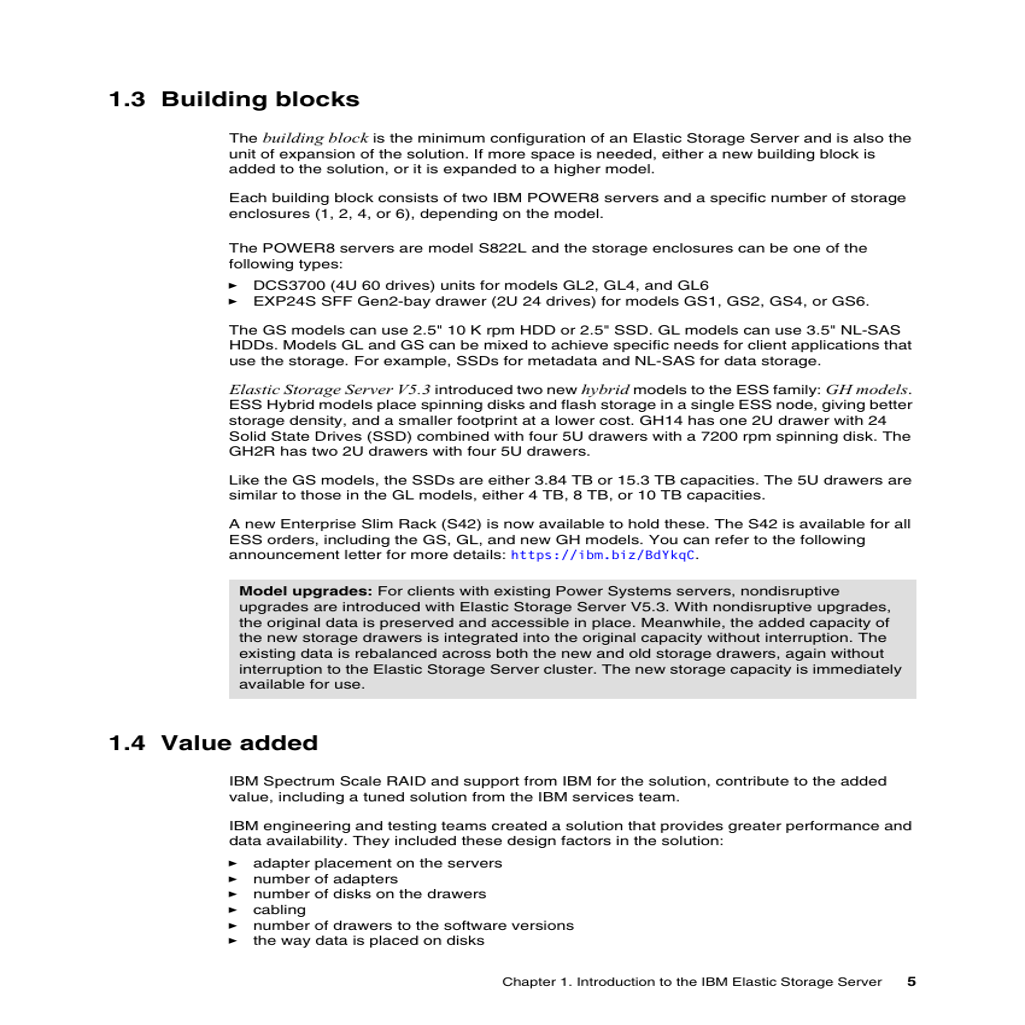 1.3 Building blocks
The building block is the minimum configuration of an Elastic Storage Server and is also the
unit of expansion of the solution. If more space is needed, either a new building block is
added to the solution, or it is expanded to a higher model.
Each building block consists of two IBM POWER8 servers and a specific number of storage
enclosures (1, 2, 4, or 6), depending on the model.
The POWER8 servers are model S822L and the storage enclosures can be one of the
following types:
► DCS3700 (4U 60 drives) units for models GL2, GL4, and GL6
► EXP24S SFF Gen2-bay drawer (2U 24 drives) for models GS1, GS2, GS4, or GS6.
The GS models can use 2.5" 10 K rpm HDD or 2.5" SSD. GL models can use 3.5" NL-SAS
HDDs. Models GL and GS can be mixed to achieve specific needs for client applications that
use the storage. For example, SSDs for metadata and NL-SAS for data storage.
Elastic Storage Server V5.3 introduced two new hybrid models to the ESS family: GH models.
ESS Hybrid models place spinning disks and flash storage in a single ESS node, giving better
storage density, and a smaller footprint at a lower cost. GH14 has one 2U drawer with 24
Solid State Drives (SSD) combined with four 5U drawers with a 7200 rpm spinning disk. The
GH2R has two 2U drawers with four 5U drawers.
Like the GS models, the SSDs are either 3.84 TB or 15.3 TB capacities. The 5U drawers are
similar to those in the GL models, either 4 TB, 8 TB, or 10 TB capacities.
A new Enterprise Slim Rack (S42) is now available to hold these. The S42 is available for all
ESS orders, including the GS, GL, and new GH models. You can refer to the following
announcement letter for more details: https://ibm.biz/BdYkqC.
Model upgrades: For clients with existing Power Systems servers, nondisruptive
upgrades are introduced with Elastic Storage Server V5.3. With nondisruptive upgrades,
the original data is preserved and accessible in place. Meanwhile, the added capacity of
the new storage drawers is integrated into the original capacity without interruption. The
existing data is rebalanced across both the new and old storage drawers, again without
interruption to the Elastic Storage Server cluster. The new storage capacity is immediately
available for use.
1.4 Value added
IBM Spectrum Scale RAID and support from IBM for the solution, contribute to the added
value, including a tuned solution from the IBM services team.
IBM engineering and testing teams created a solution that provides greater performance and
data availability. They included these design factors in the solution:
► adapter placement on the servers
► number of adapters
► number of disks on the drawers
► cabling
► number of drawers to the software versions
► the way data is placed on disks
Chapter 1. Introduction to the IBM Elastic Storage Server 5